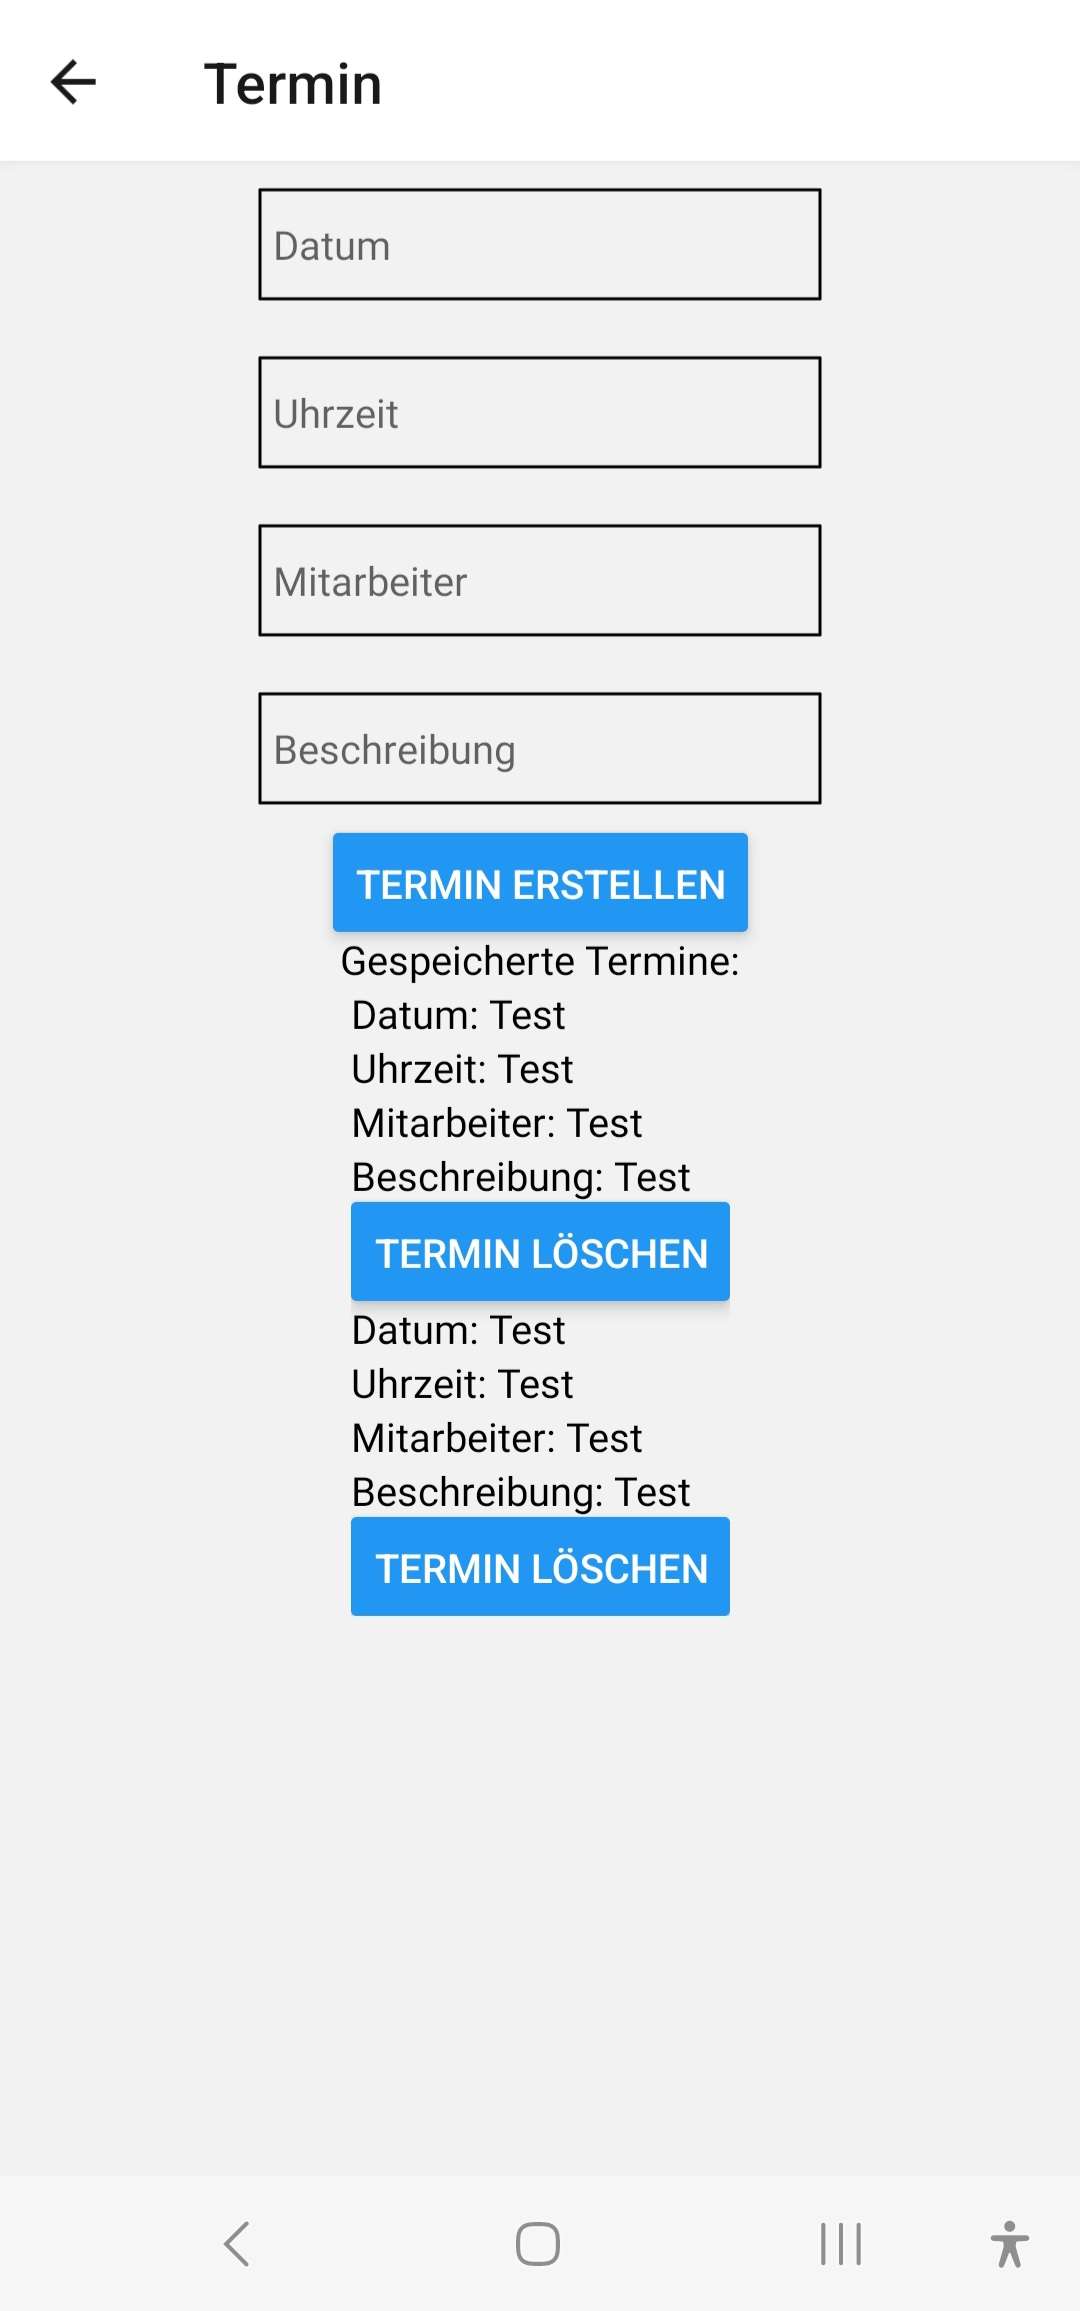 Termin
Datum
Uhrzeit
Mitarbeiter
Beschreibung
TERMIN ERSTELLEN
Gespeicherte Termine:
Datum: Test
Uhrzeit: Test
Mitarbeiter: Test
Beschreibung: Test
TERMIN LÖSCHEN
Datum: Test
Uhrzeit: Test
Mitarbeiter: Test
Beschreibung: Test
TERMIN LÖSCHEN